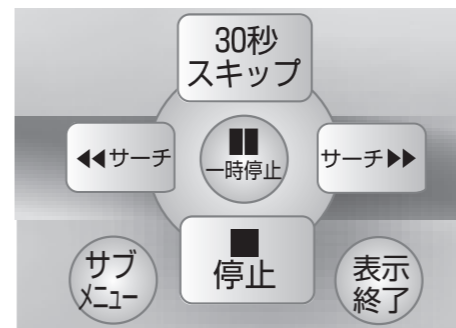 30秒
スキップ
◀◀サーチ
一時停止
サーチ▶▶
停止
サブ
メニュー
表示
終了